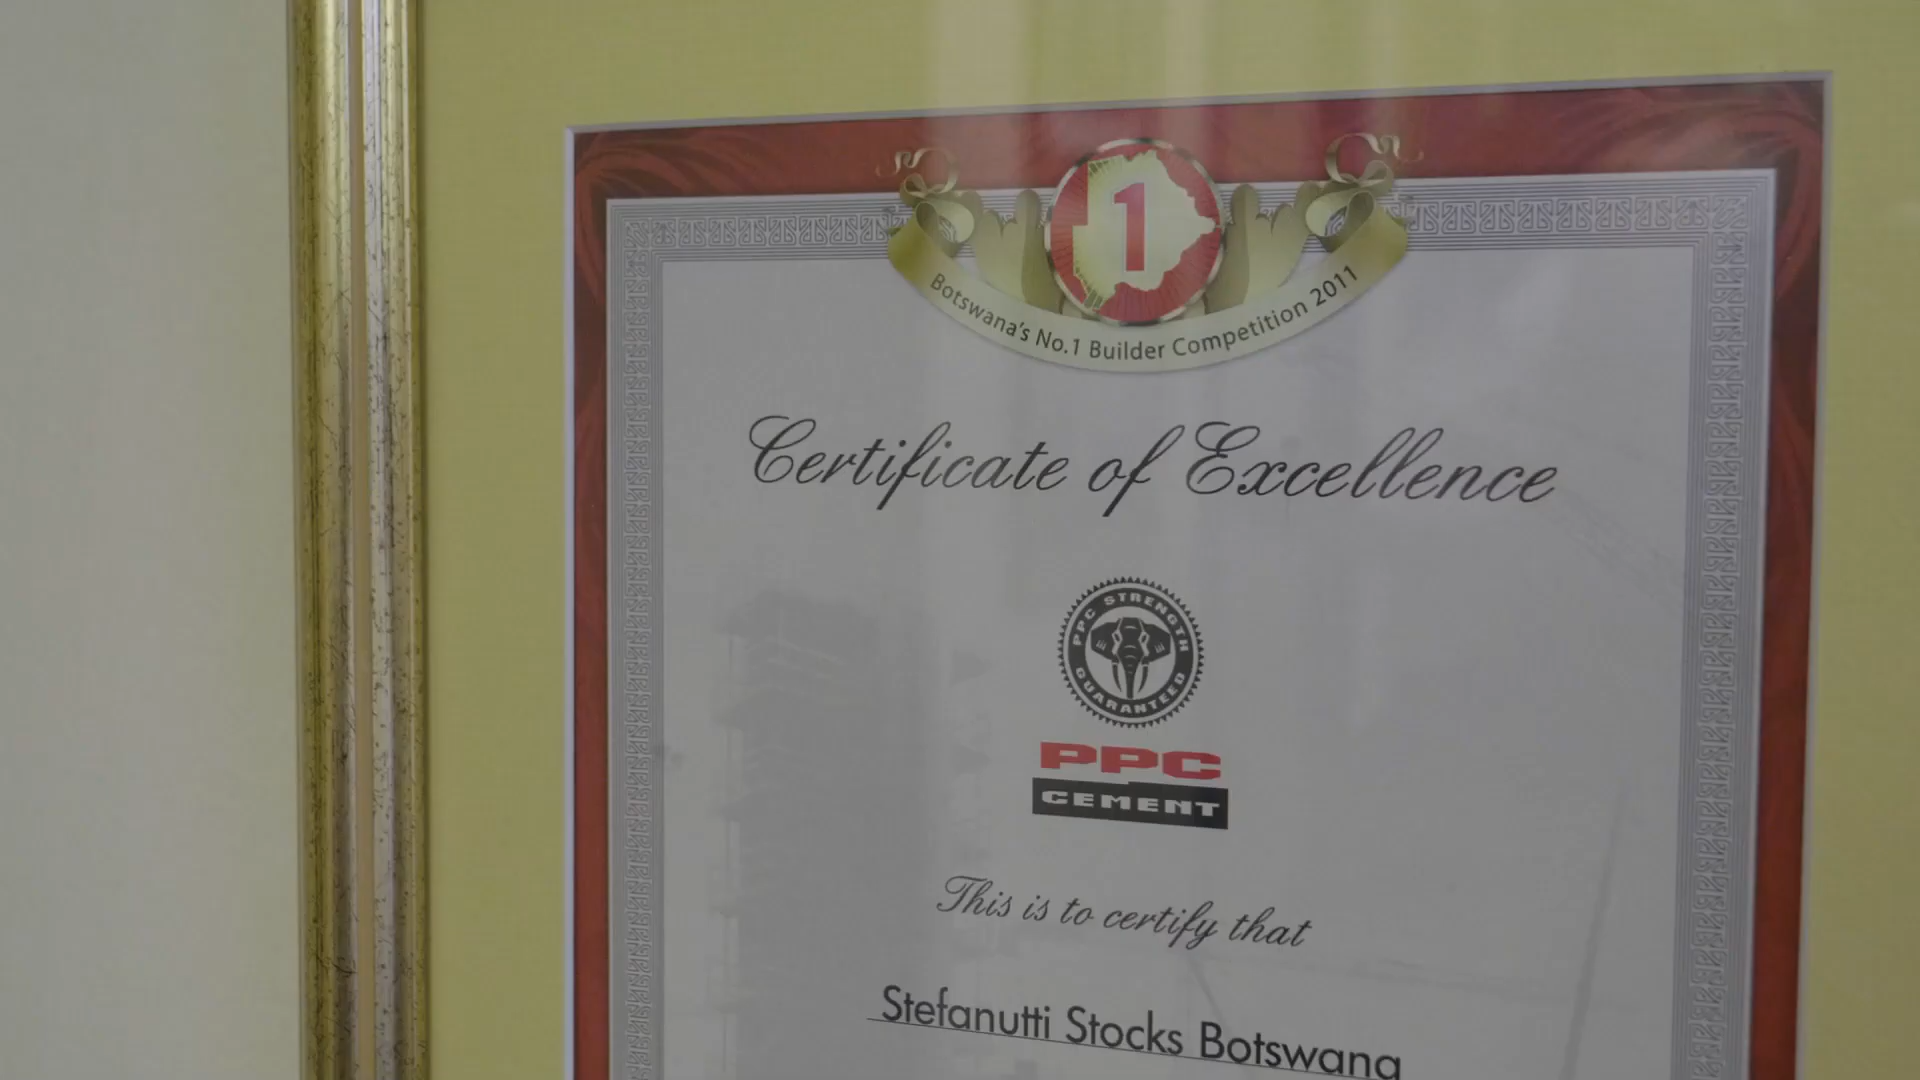 1
Botswana's No.1 Builder Competition 2011
Certificate of Excellence
PPC STRENGTH
GUARANTEED
PPC
CEMENT
This is to certify that
Stefanutti Stocks Botswana